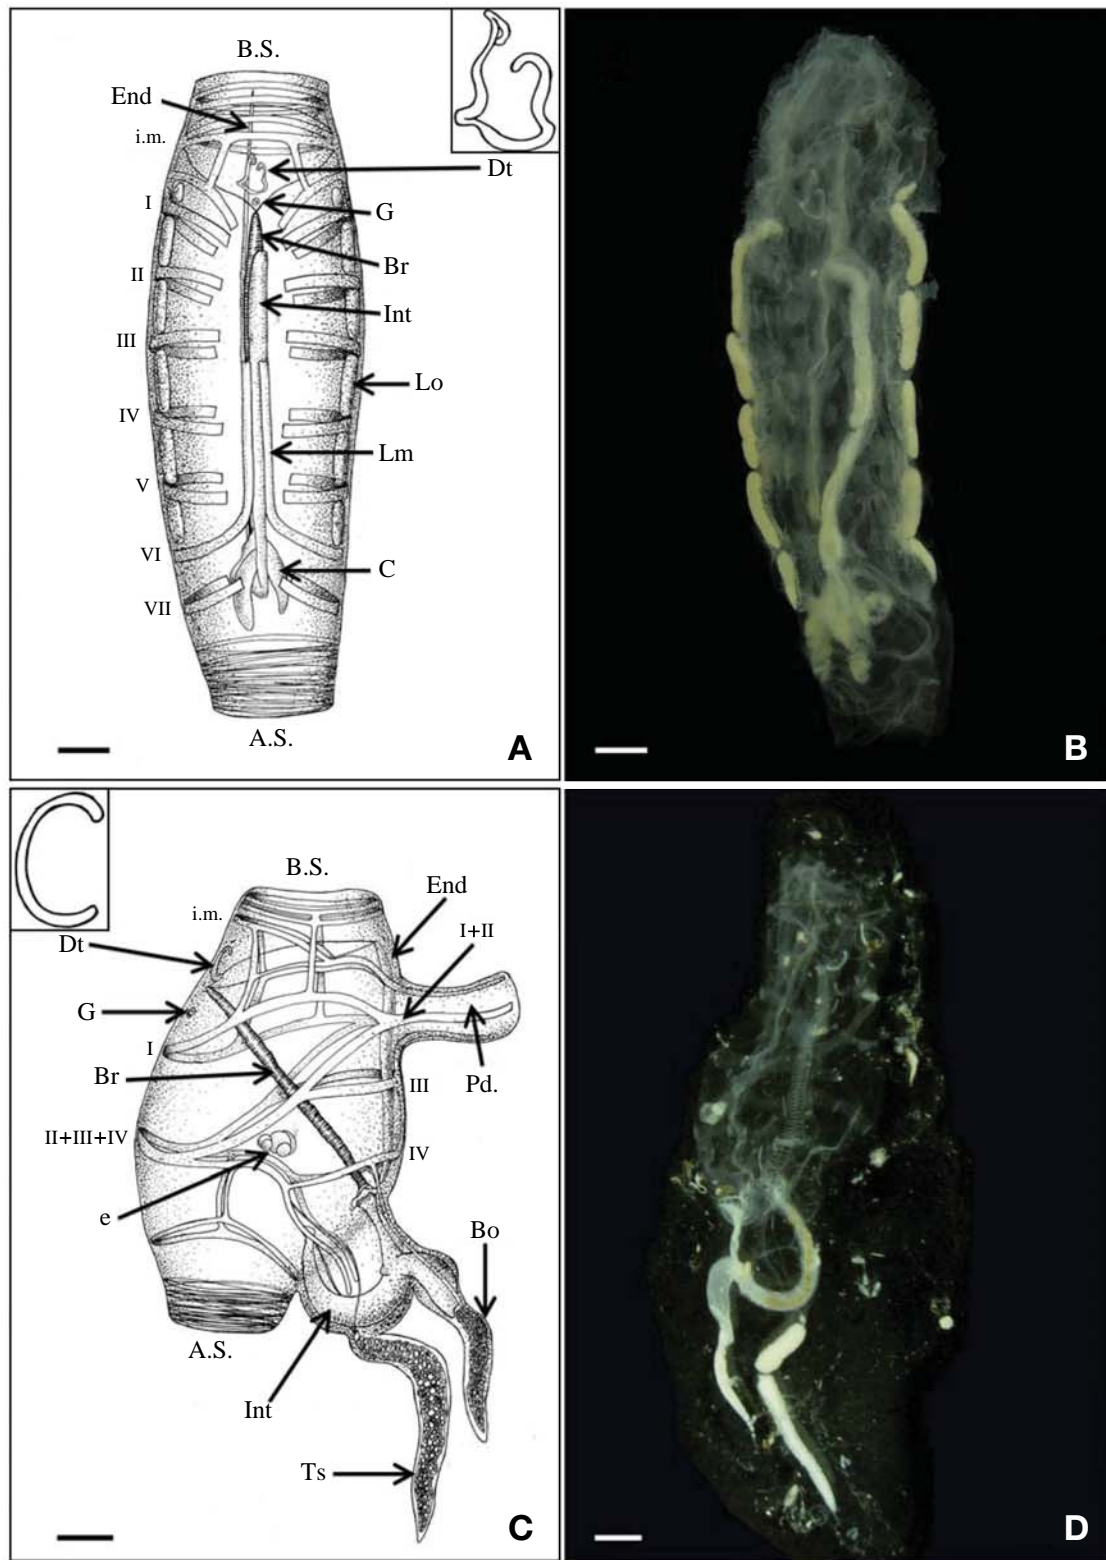 B.S.
End
i.m.
Dt
I
G
Br
II
Int
III
Lo
IV
Lm
V
VI
C
VII
A.S.
A
B
B.S.
End
i.m.
I+II
Dt
G
I
Br
Pd.
III
II+III+IV
IV
e
Bo
A.S.
Int
Ts
C
D